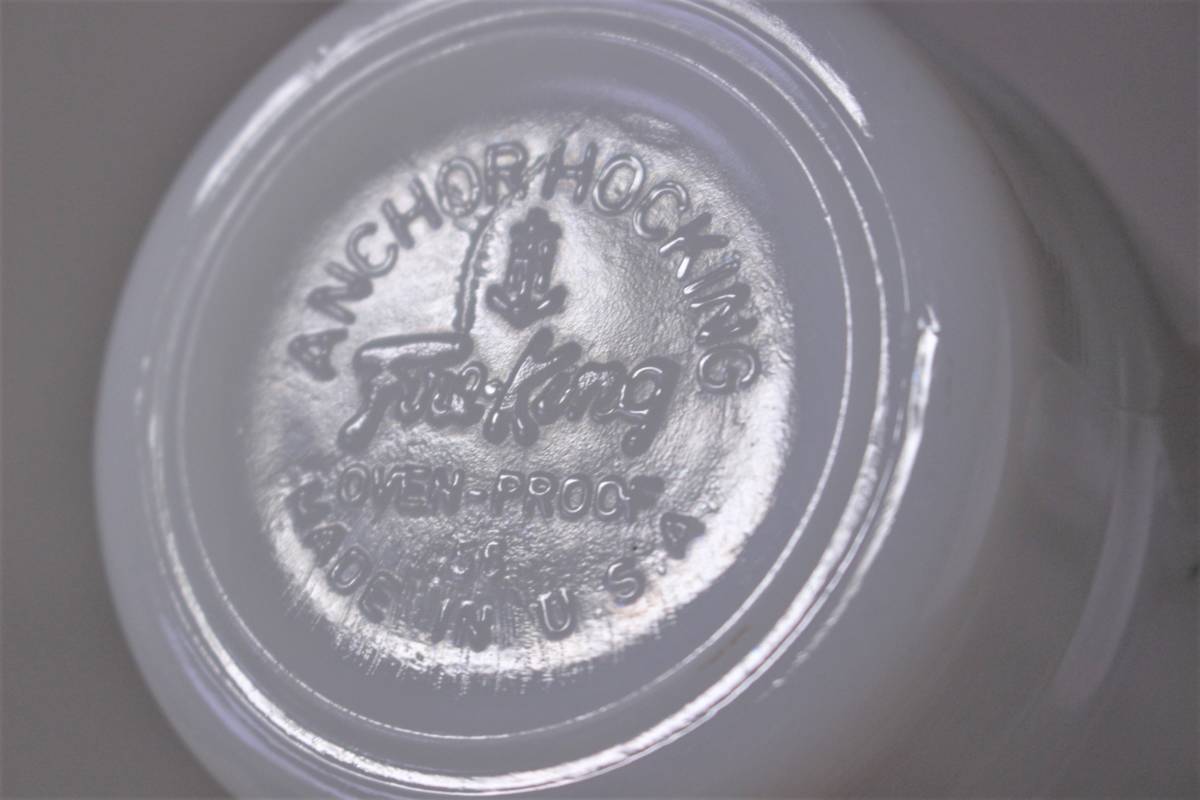 ANCHOR HOCKING
Fire-King
OVEN-PROOF
MADE IN U.S.A